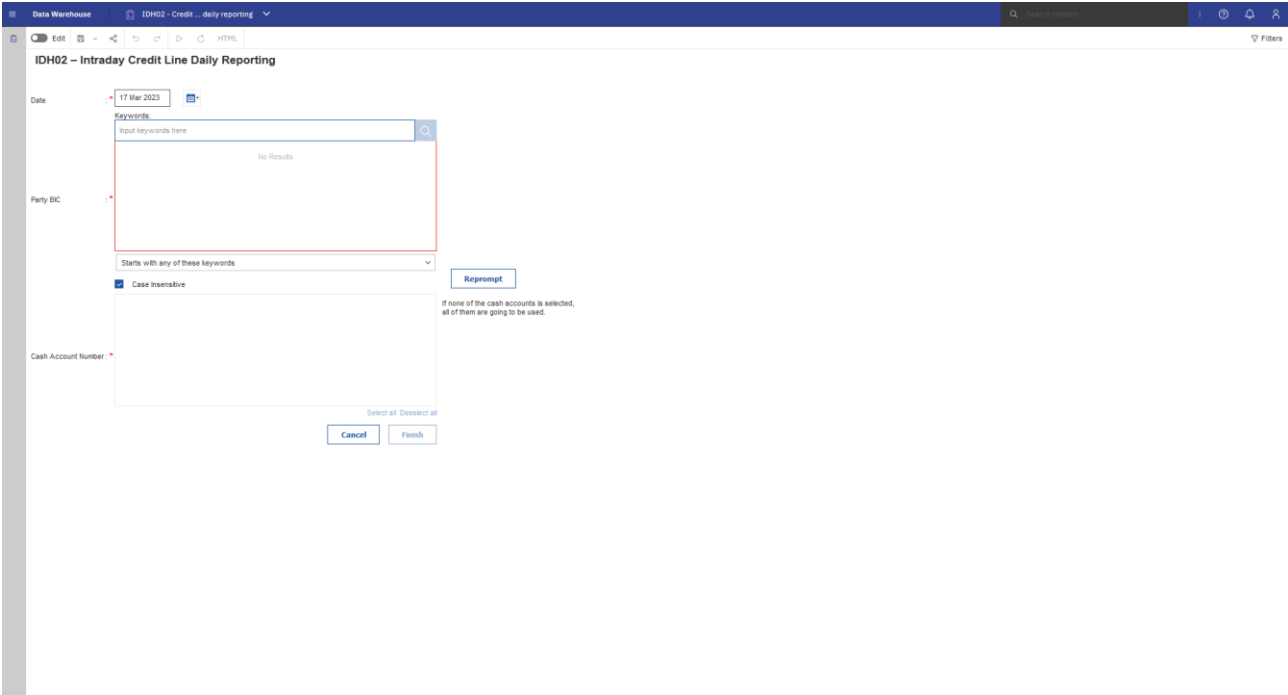 Data Warehouse
IDH02 - Credit ... daily reporting
Search content
Edit
HTML
Filters
IDH02 – Intraday Credit Line Daily Reporting
Date :* 17 Mar 2023
Keywords:
Input keywords here
No Results
Party BIC :*
Starts with any of these keywords
Reprompt
Case Insensitive
If none of the cash accounts is selected,
all of them are going to be used.
Cash Account Number :*
Select all Deselect all
Cancel Finish